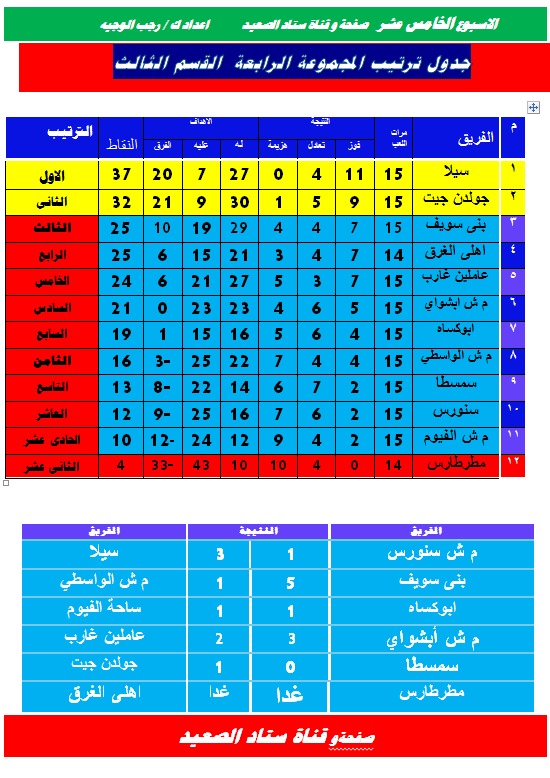 الاسبوع الخامس عشر صفحة و قناة ستاد الصعيد اعداد ك / رجب الوجيه
جدول ترتيب المجموعة الرابعة القسم الثالث
م الفريق مرات اللعب النتيجة الاهداف النقاط الترتيب
فوز تعادل هزيمة له عليه الفرق
١ سيلا 15 11 4 0 27 7 20 37 الاول
٢ جولدن جيت 15 9 5 1 30 9 21 32 الثانى
٣ بنى سويف 15 7 4 4 29 19 10 25 الثالث
٤ اهلى الغرق 14 7 4 3 21 15 6 25 الرابع
٥ عاملين غارب 15 7 3 5 27 21 6 24 الخامس
٦ م ش ابشواي 15 5 6 4 23 23 0 21 السادس
٧ ابوكساه 15 4 6 5 16 15 1 19 السابع
٨ م ش الواسطي 15 4 4 7 22 25 3- 16 الثامن
٩ سمسطا 15 2 7 6 14 22 8- 13 التاسع
١٠ سنورس 15 2 6 7 16 25 9- 12 العاشر
١١ م ش الفيوم 15 2 4 9 12 24 12- 10 الحادى عشر
١٢ مطرطارس 14 0 4 10 10 43 33- 4 الثانى عشر
الفريق النتيجة الفريق
م ش سنورس 1 3 سيلا
بنى سويف 5 1 م ش الواسطي
ابوكساه 1 1 ساحة الفيوم
م ش أبشواي 3 2 عاملين غارب
سمسطا 0 1 جولدن جيت
مطرطارس غدا غدا اهلى الغرق
صفحة و قناة ستاد الصعيد